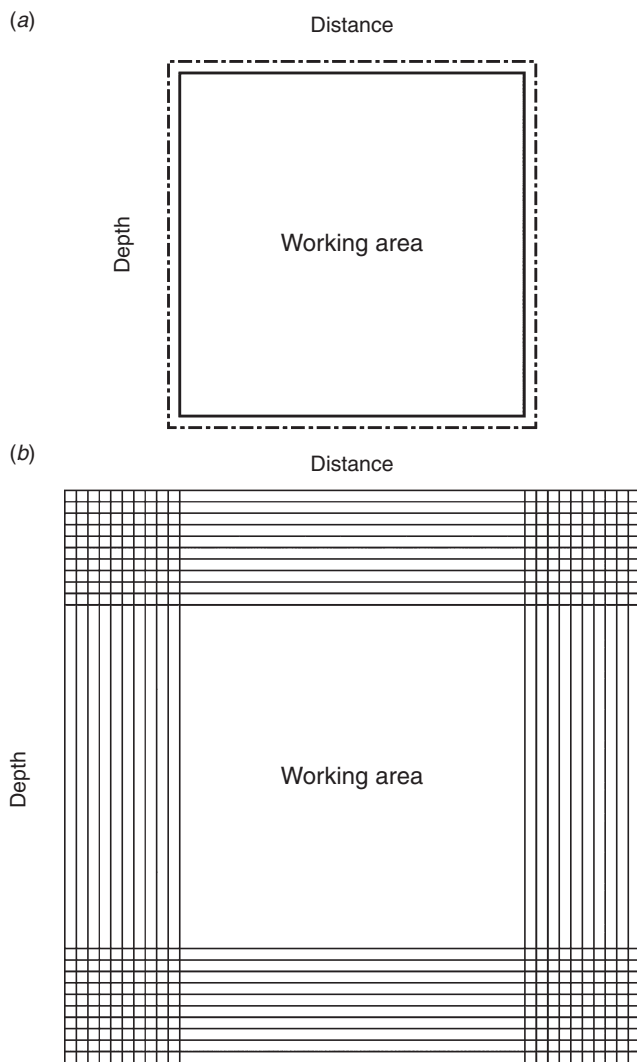 (a)
Distance
Depth
Working area
(b)
Distance
Depth
Working area